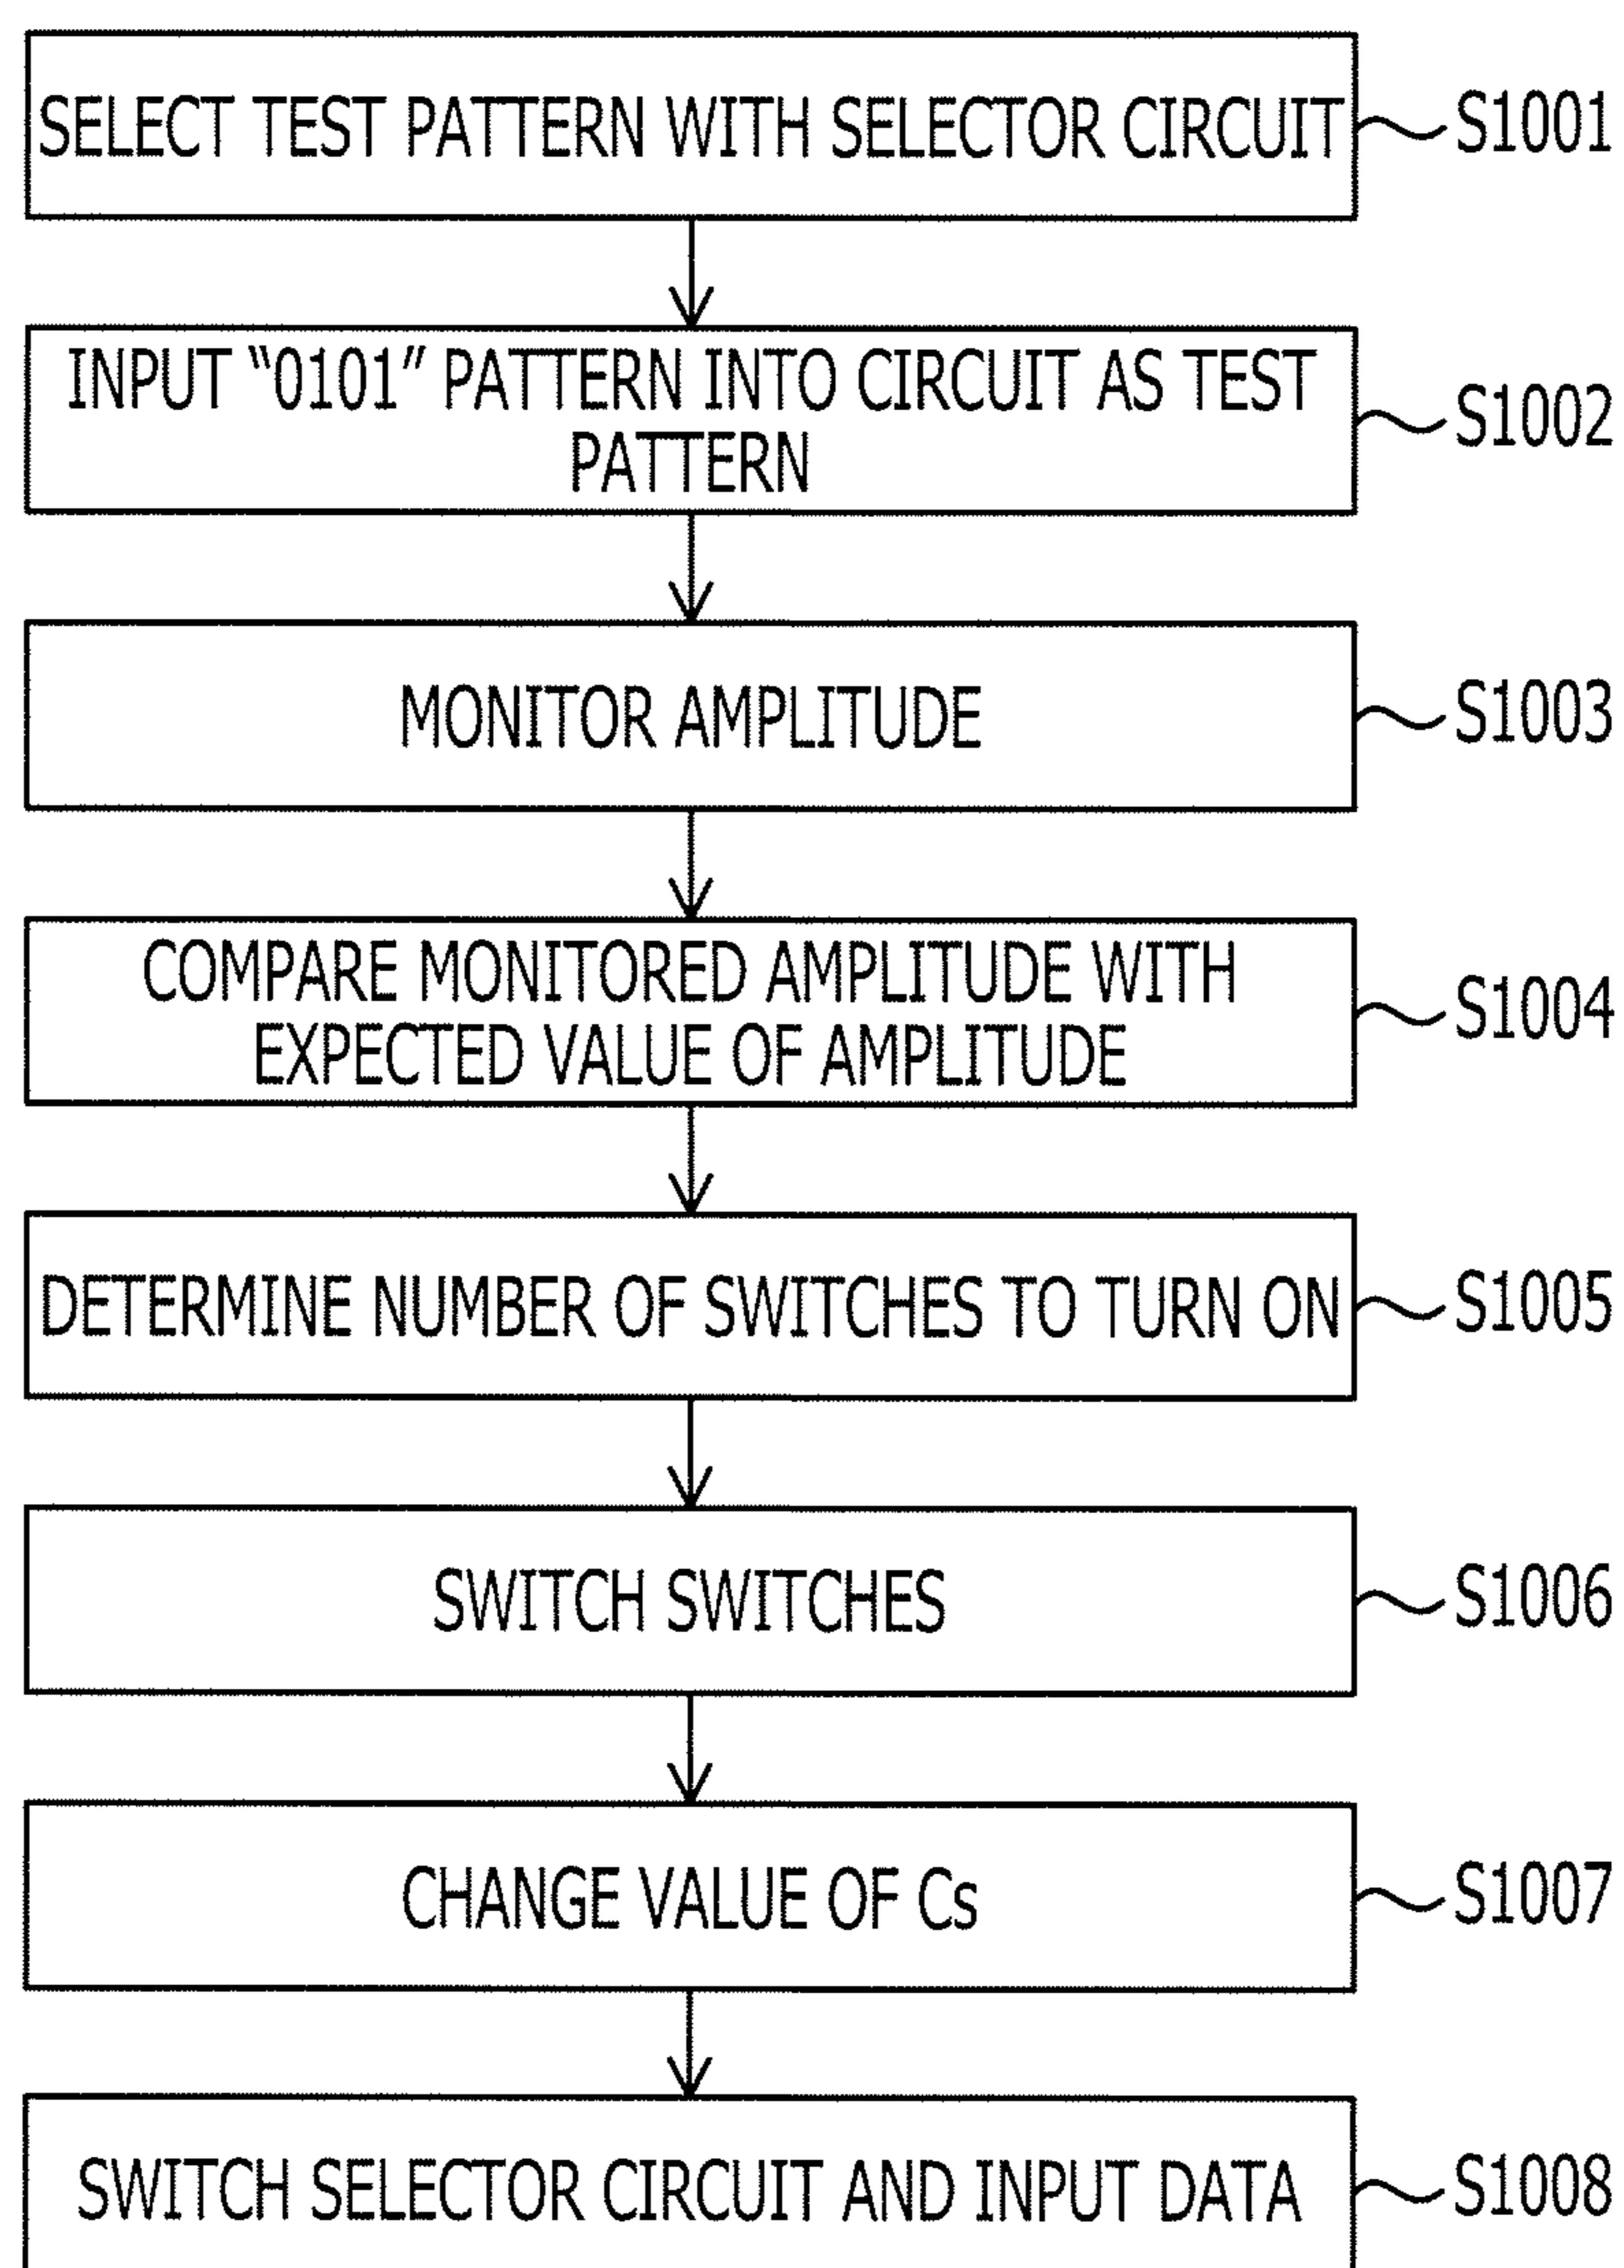 SELECT TEST PATTERN WITH SELECTOR CIRCUIT
S1001
INPUT “0101” PATTERN INTO CIRCUIT AS TEST
PATTERN
S1002
MONITOR AMPLITUDE
S1003
COMPARE MONITORED AMPLITUDE WITH
EXPECTED VALUE OF AMPLITUDE
S1004
DETERMINE NUMBER OF SWITCHES TO TURN ON
S1005
SWITCH SWITCHES
S1006
CHANGE VALUE OF Cs
S1007
SWITCH SELECTOR CIRCUIT AND INPUT DATA
S1008